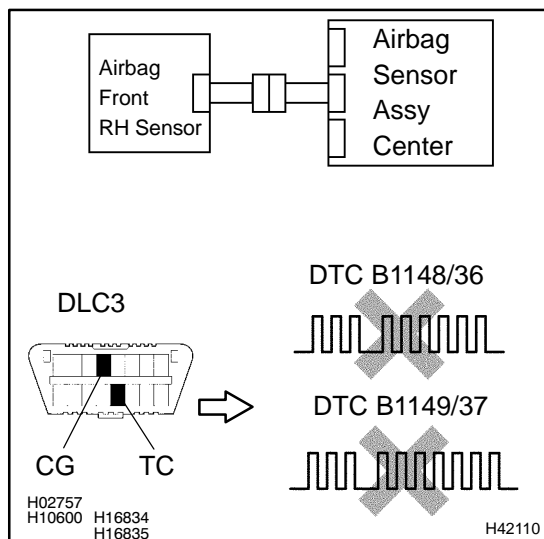 Airbag
Front
RH Sensor
Airbag
Sensor
Assy
Center
DLC3
CG
TC
DTC B1148/36
DTC B1149/37
H02757
H10600 H16834
H16835
H42110